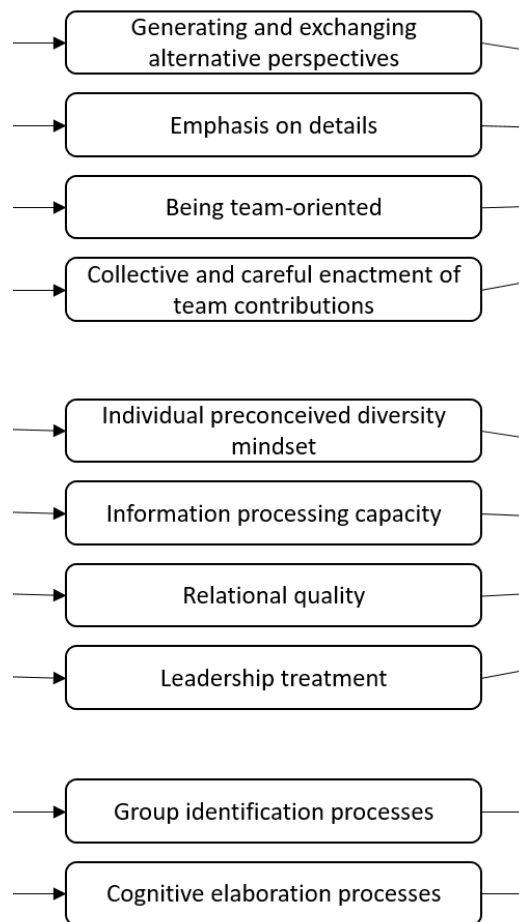 Generating and exchanging
alternative perspectives
Emphasis on details
Being team-oriented
Collective and careful enactment of
team contributions
Individual preconceived diversity
mindset
Information processing capacity
Relational quality
Leadership treatment
Group identification processes
Cognitive elaboration processes